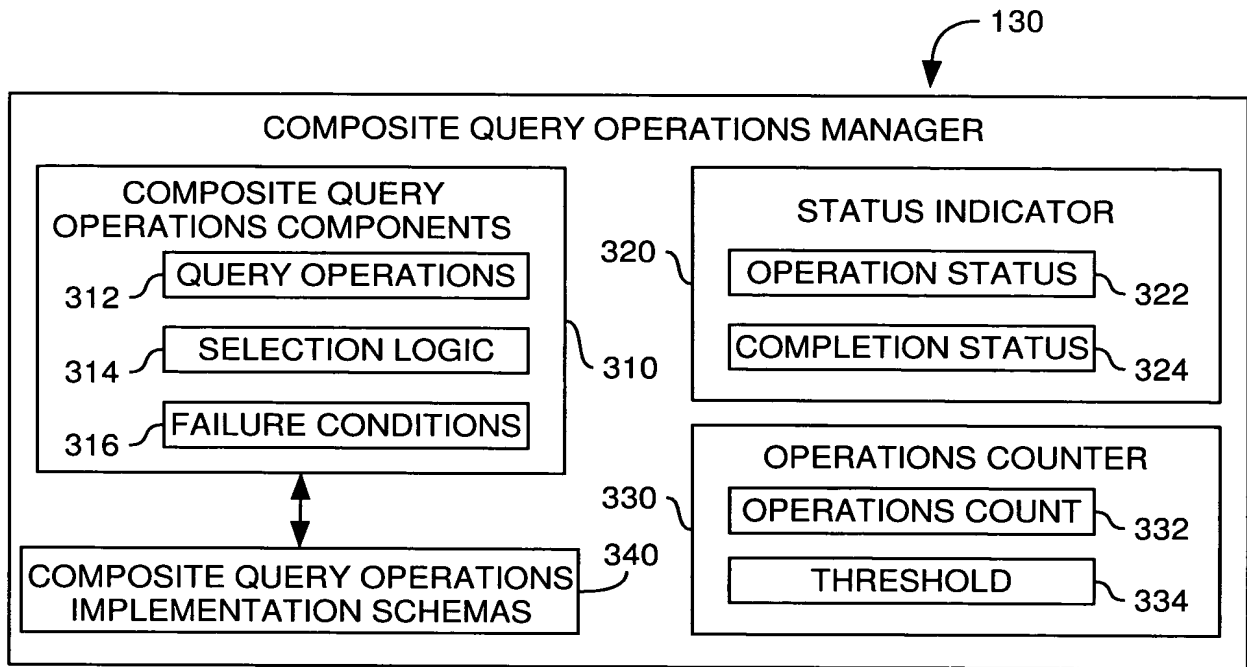 130
COMPOSITE QUERY OPERATIONS MANAGER
COMPOSITE QUERY
OPERATIONS COMPONENTS
312
QUERY OPERATIONS
314
SELECTION LOGIC
316
FAILURE CONDITIONS
310
COMPOSITE QUERY OPERATIONS
IMPLEMENTATION SCHEMAS
340
STATUS INDICATOR
320
OPERATION STATUS
322
COMPLETION STATUS
324
OPERATIONS COUNTER
330
OPERATIONS COUNT
332
THRESHOLD
334